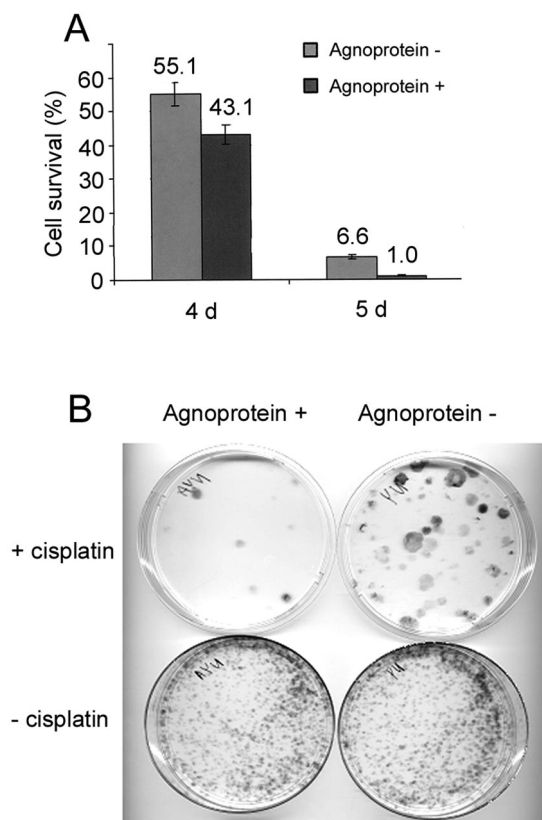 A
Agnoprotein -
Agnoprotein +
Cell survival (%)
60
50
40
30
20
10
0
55.1
43.1
6.6
1.0
4 d
5 d
B
Agnoprotein +
Agnoprotein -
+ cisplatin
- cisplatin